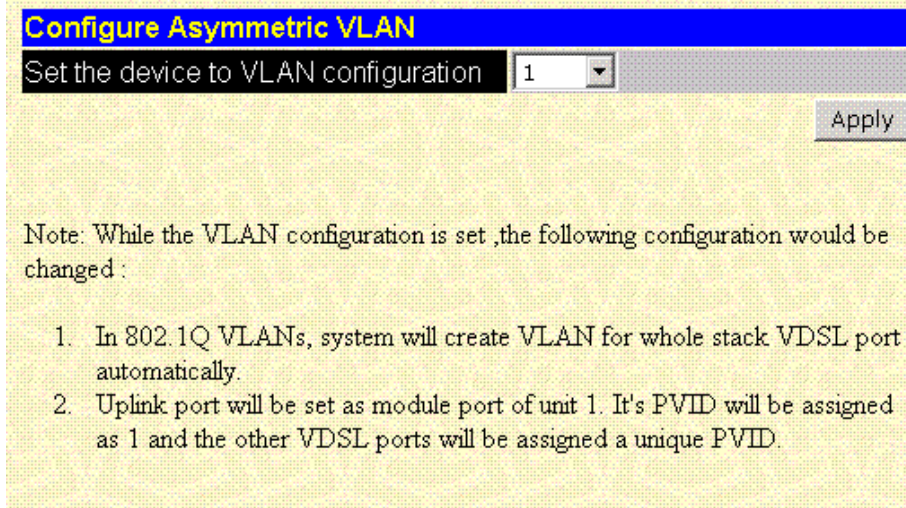 Configure Asymmetric VLAN
Set the device to VLAN configuration 1
Apply
Note: While the VLAN configuration is set ,the following configuration would be
changed :
1. In 802.1Q VLANs, system will create VLAN for whole stack VDSL port
automatically.
2. Uplink port will be set as module port of unit 1. It's PVID will be assigned
as 1 and the other VDSL ports will be assigned a unique PVID.